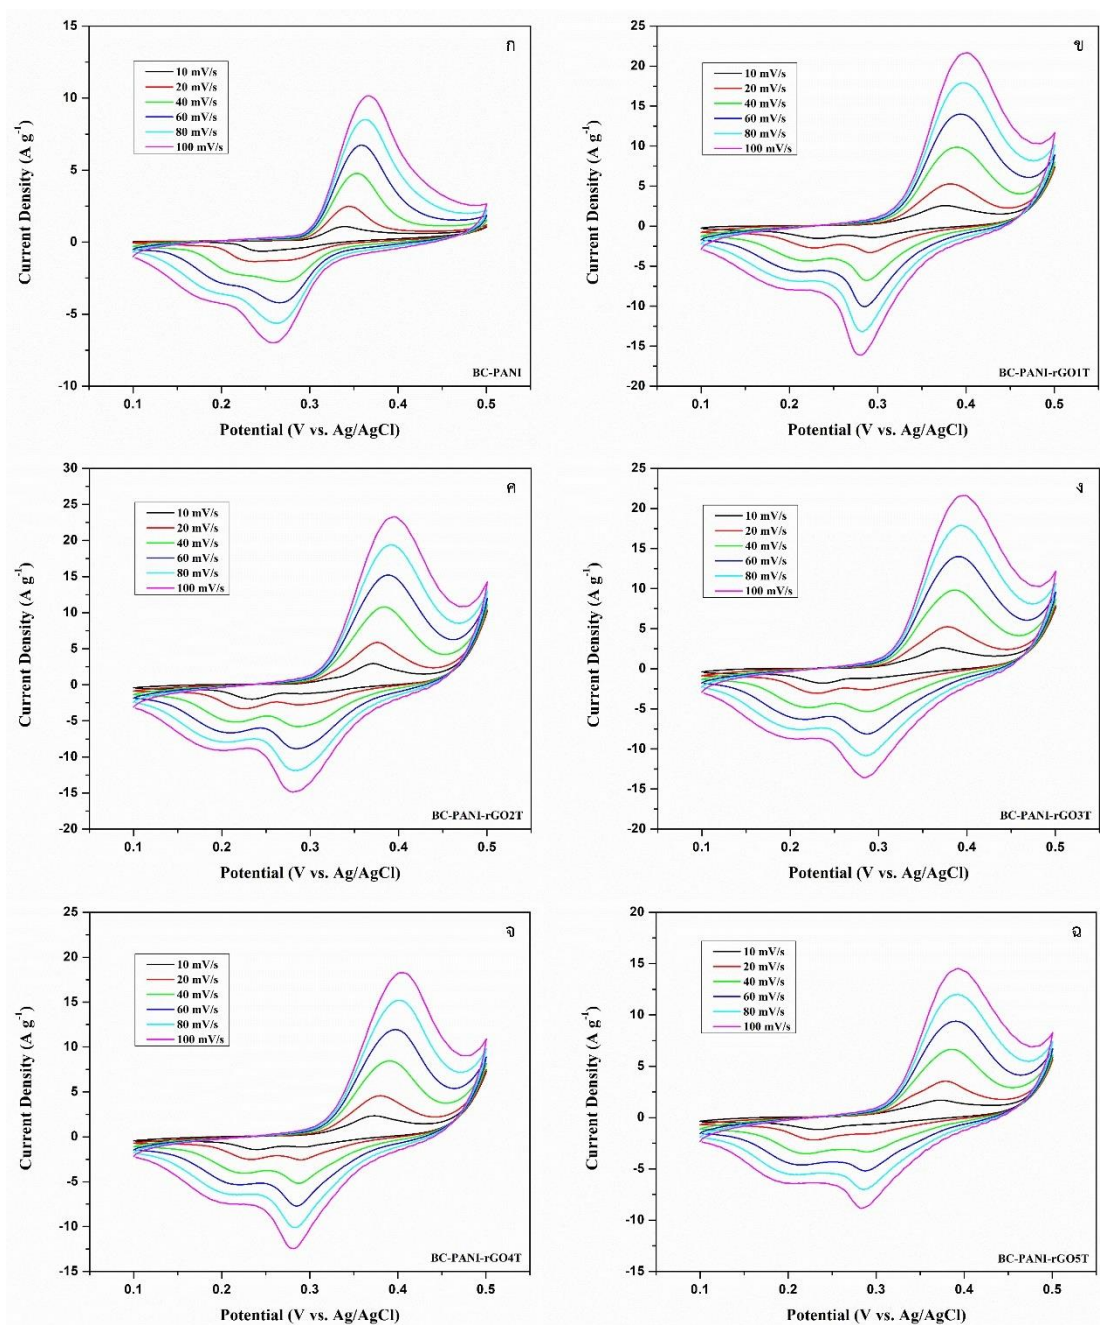 ก
15
10
5
0
-5
-10
Current Density (A g⁻¹)
10 mV/s
20 mV/s
40 mV/s
60 mV/s
80 mV/s
100 mV/s
BC-PANI
0.1 0.2 0.3 0.4 0.5
Potential (V vs. Ag/AgCl)
ข
25
20
15
10
5
0
-5
-10
-15
-20
Current Density (A g⁻¹)
10 mV/s
20 mV/s
40 mV/s
60 mV/s
80 mV/s
100 mV/s
BC-PANI-rGO1T
0.1 0.2 0.3 0.4 0.5
Potential (V vs. Ag/AgCl)
ค
30
25
20
15
10
5
0
-5
-10
-15
-20
Current Density (A g⁻¹)
10 mV/s
20 mV/s
40 mV/s
60 mV/s
80 mV/s
100 mV/s
BC-PANI-rGO2T
0.1 0.2 0.3 0.4 0.5
Potential (V vs. Ag/AgCl)
ง
25
20
15
10
5
0
-5
-10
-15
-20
Current Density (A g⁻¹)
10 mV/s
20 mV/s
40 mV/s
60 mV/s
80 mV/s
100 mV/s
BC-PANI-rGO3T
0.1 0.2 0.3 0.4 0.5
Potential (V vs. Ag/AgCl)
จ
25
20
15
10
5
0
-5
-10
-15
Current Density (A g⁻¹)
10 mV/s
20 mV/s
40 mV/s
60 mV/s
80 mV/s
100 mV/s
BC-PANI-rGO4T
0.1 0.2 0.3 0.4 0.5
Potential (V vs. Ag/AgCl)
ฉ
20
15
10
5
0
-5
-10
-15
Current Density (A g⁻¹)
10 mV/s
20 mV/s
40 mV/s
60 mV/s
80 mV/s
100 mV/s
BC-PANI-rGO5T
0.1 0.2 0.3 0.4 0.5
Potential (V vs. Ag/AgCl)